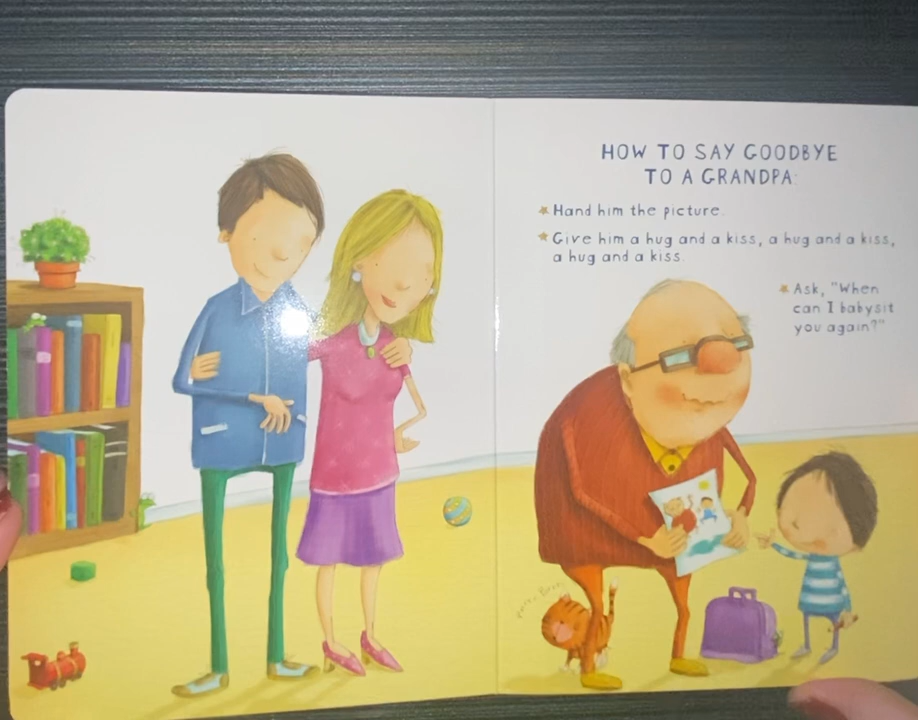 HOW TO SAY GOODBYE
TO A GRANDPA:
Hand him the picture.
Give him a hug and a kiss, a hug and a kiss,
a hug and a kiss.
Ask, "When
can I babysit
you again?"